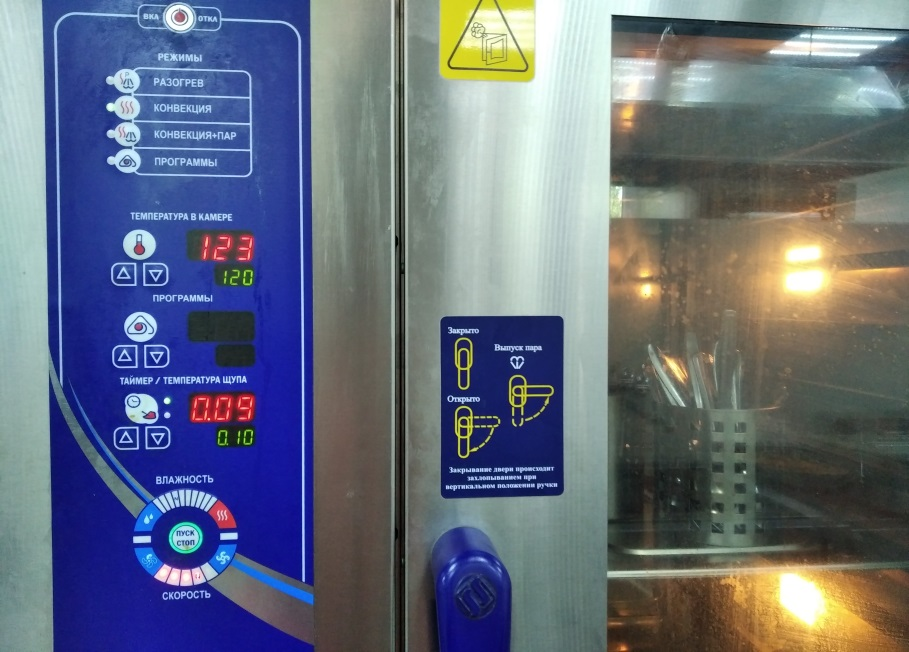 ВКЛ ОТКЛ
РЕЖИМЫ
РАЗОГРЕВ
КОНВЕКЦИЯ
КОНВЕКЦИЯ+ПАР
ПРОГРАММЫ
ТЕМПЕРАТУРА В КАМЕРЕ
123
120
ПРОГРАММЫ
ТАЙМЕР / ТЕМПЕРАТУРА ЩУПА
0.09
0.10
ВЛАЖНОСТЬ
ПУСК
СТОП
СКОРОСТЬ
Закрыто
Выпуск пара
Открыто
Закрывание двери происходит
захлопыванием при
вертикальном положении ручки